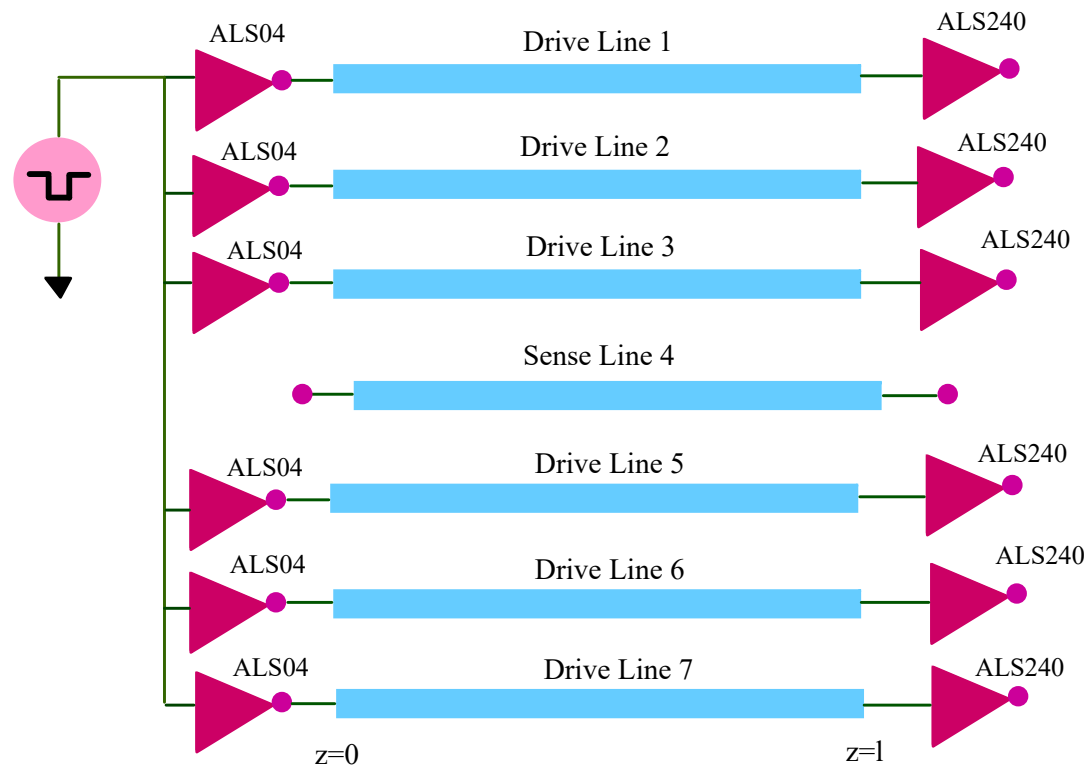 ALS04
Drive Line 1
ALS240
ALS04
Drive Line 2
ALS240
ALS04
Drive Line 3
ALS240
Sense Line 4
ALS04
Drive Line 5
ALS240
ALS04
Drive Line 6
ALS240
ALS04
Drive Line 7
ALS240
z=0
z=l